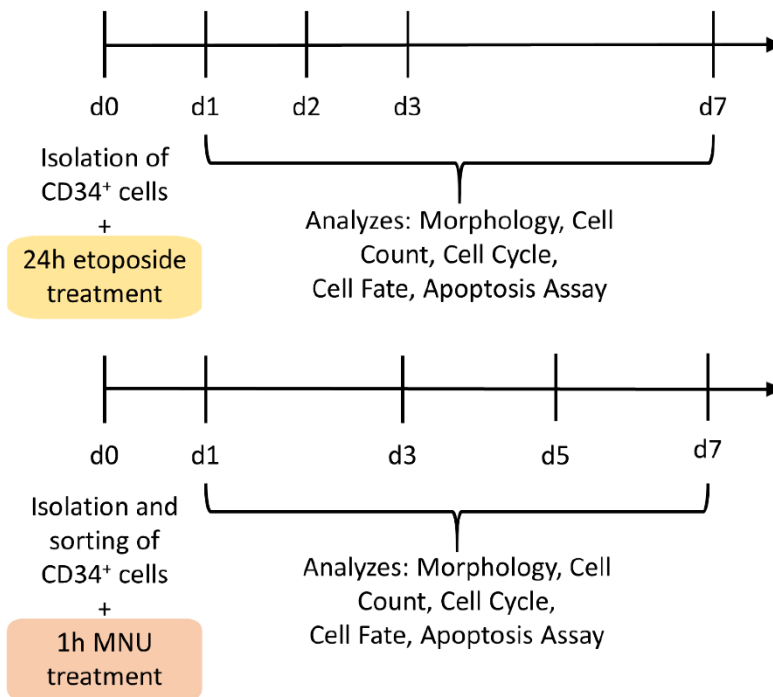 d0 d1 d2 d3 d7
Isolation of
CD34⁺ cells
+
24h etoposide
treatment
Analyzes: Morphology, Cell
Count, Cell Cycle,
Cell Fate, Apoptosis Assay
d0 d1 d3 d5 d7
Isolation and
sorting of
CD34⁺ cells
+
1h MNU
treatment
Analyzes: Morphology, Cell
Count, Cell Cycle,
Cell Fate, Apoptosis Assay